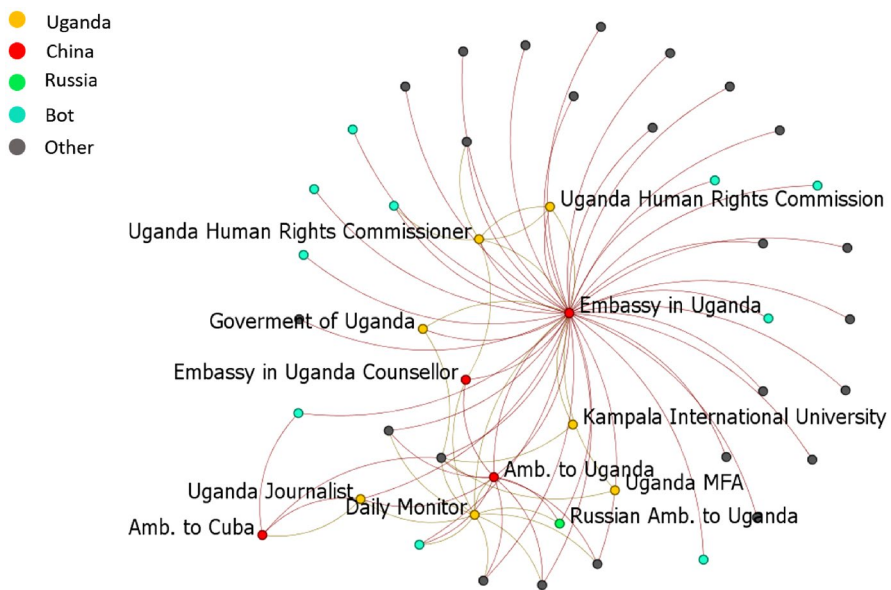 Uganda
China
Russia
Bot
Other
Uganda Human Rights Commission
Uganda Human Rights Commissioner
Embassy in Uganda
Goverment of Uganda
Embassy in Uganda Counsellor
Kampala International University
Amb. to Uganda
Uganda MFA
Uganda Journalist
Daily Monitor
Russian Amb. to Uganda
Amb. to Cuba